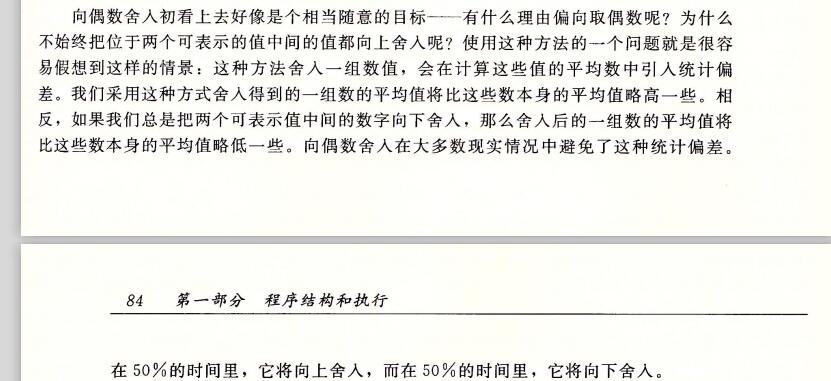 向偶数舍入初看上去好像是个相当随意的目标——有什么理由偏向取偶数呢?为什么
不始终把位于两个可表示的值中间的值都向上舍入呢?使用这种方法的一个问题就是很容
易假想到这样的情景:这种方法舍入一组数值,会在计算这些值的平均数中引入统计偏
差。我们采用这种方式舍入得到的一组数的平均值将比这些数本身的平均值略高一些。相
反,如果我们总是把两个可表示值中间的数字向下舍入,那么舍入后的一组数的平均值将
比这些数本身的平均值略低一些。向偶数舍入在大多数现实情况中避免了这种统计偏差。
84 第一部分 程序结构和执行
在 50%的时间里,它将向上舍入,而在 50%的时间里,它将向下舍入。